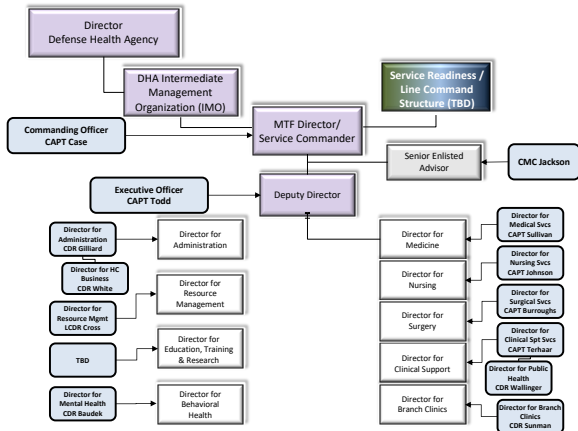 Director
Defense Health Agency
DHA Intermediate
Management
Organization (IMO)
Service Readiness /
Line Command
Structure (TBD)
Commanding Officer
CAPT Case
MTF Director/
Service Commander
Senior Enlisted
Advisor
CMC Jackson
Executive Officer
CAPT Todd
Deputy Director
Director for
Administration
CDR Gilliard
Director for HC
Business
CDR White
Director for
Administration
Director for
Resource Mgmt
LCDR Cross
Director for
Resource
Management
TBD
Director for
Education, Training
& Research
Director for
Mental Health
CDR Baudek
Director for
Behavioral
Health
Director for
Medicine
Director for
Medical Svcs
CAPT Sullivan
Director for
Nursing
Director for
Nursing Svcs
CAPT Johnson
Director for
Surgery
Director for
Surgical Svcs
CAPT Burroughs
Director for
Clinical Support
Director for
Clinical Spt Svcs
CAPT Terhaar
Director for Public
Health
CDR Wallinger
Director for
Branch Clinics
Director for Branch
Clinics
CDR Sunman